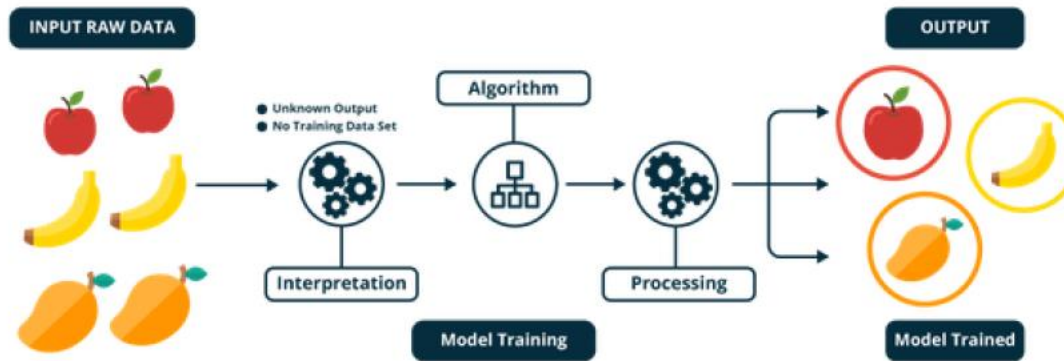 INPUT RAW DATA
OUTPUT
Algorithm
Unknown Output
No Training Data Set
Interpretation
Processing
Model Training
Model Trained